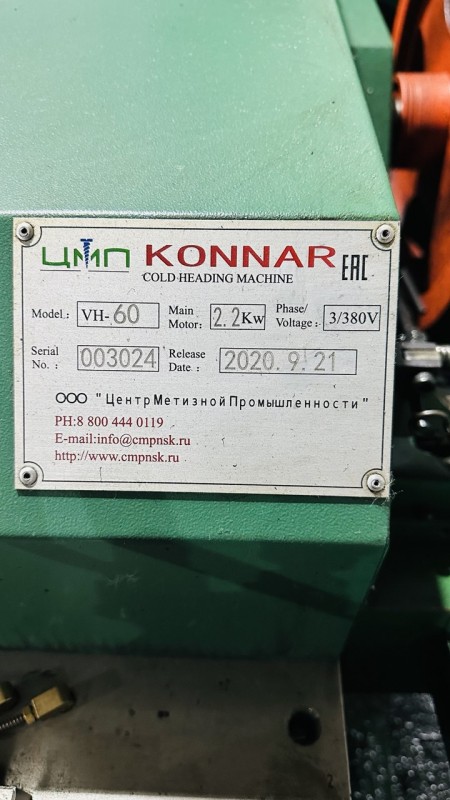 ЦМП KONNAR EAC
COLD HEADING MACHINE
Model.: VH-60 Main Motor: 2.2Kw Phase/ Voltage: 3/380V
Serial No.: 003024 Release Date: 2020.9.21
ООО "ЦентрМетизнойПромышленности"
PH:8 800 444 0119
E-mail:info@cmpnsk.ru
http://www.cmpnsk.ru